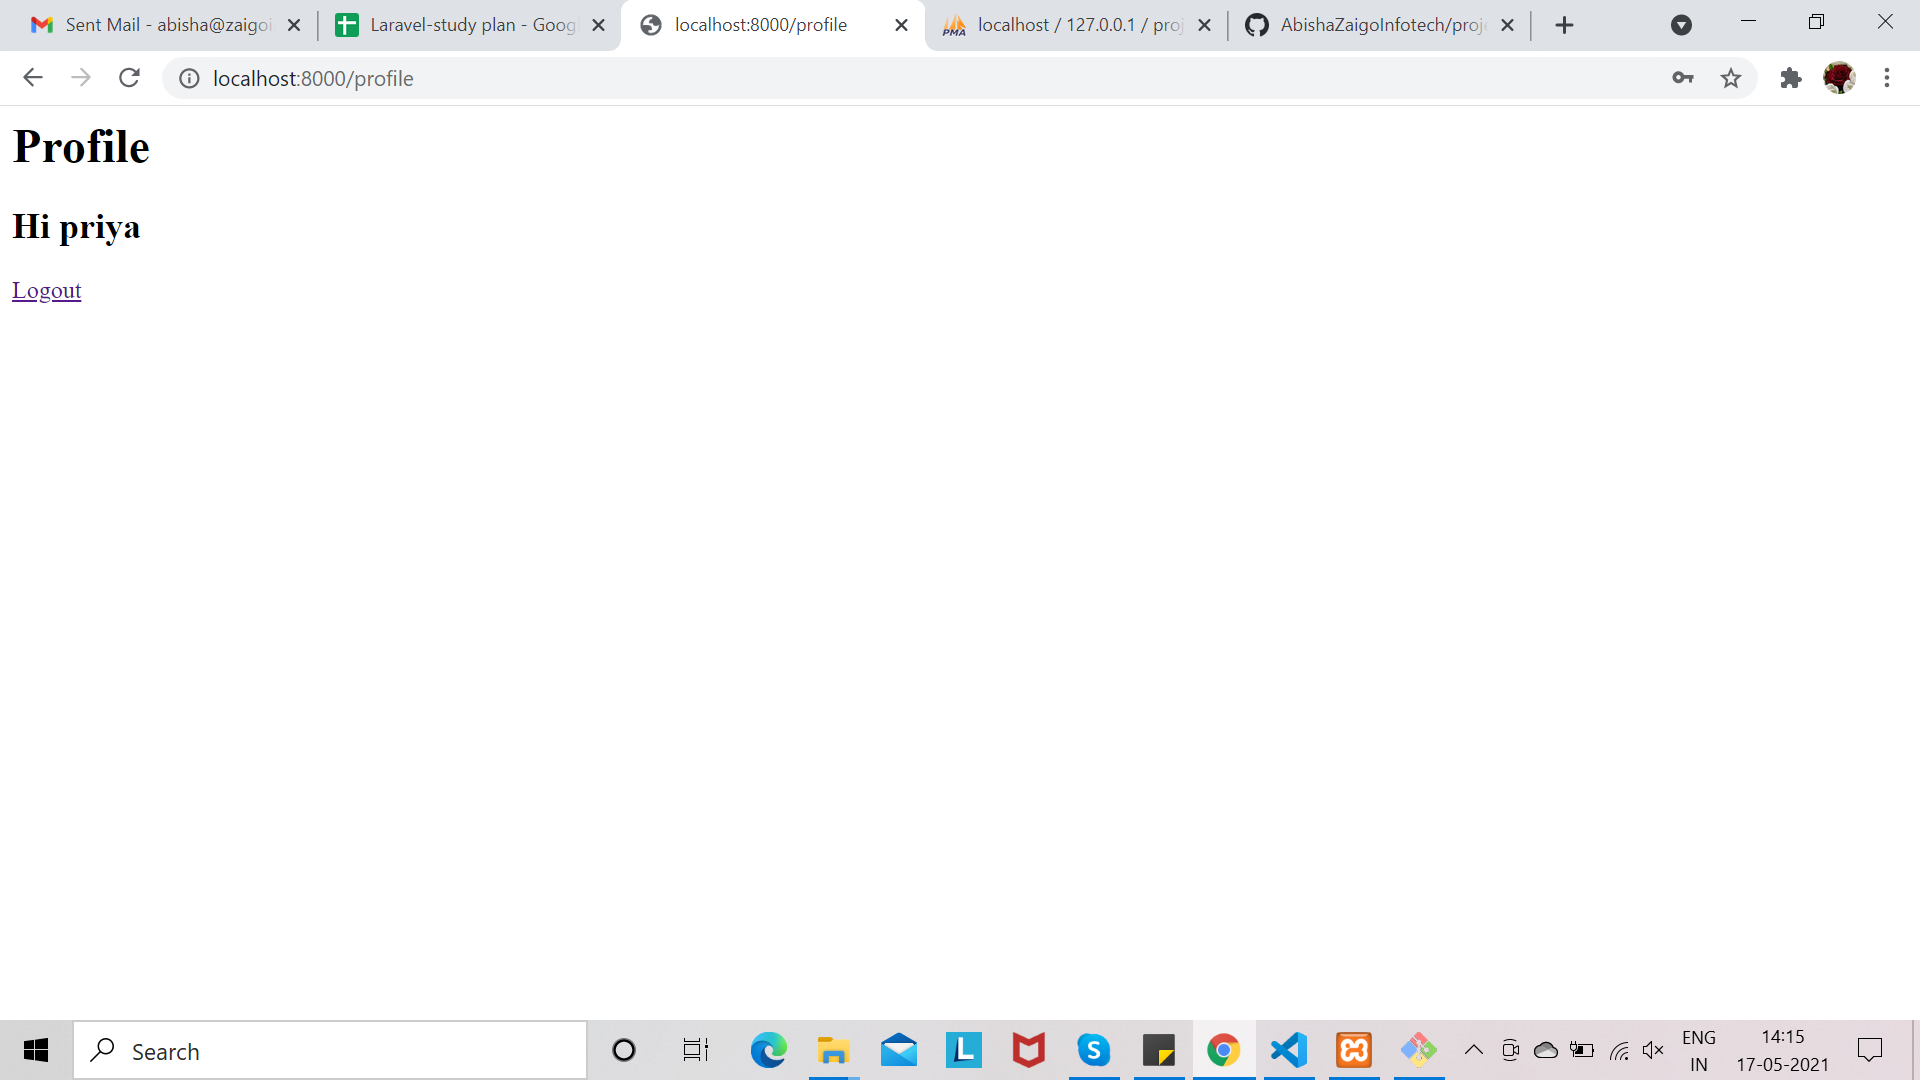 Sent Mail - abisha@zaigoi
Laravel-study plan - Goog
localhost:8000/profile
localhost / 127.0.0.1 / proj
AbishaZaigoInfotech/proje
localhost:8000/profile
Profile
Hi priya
Logout
Search
ENG
IN
14:15
17-05-2021